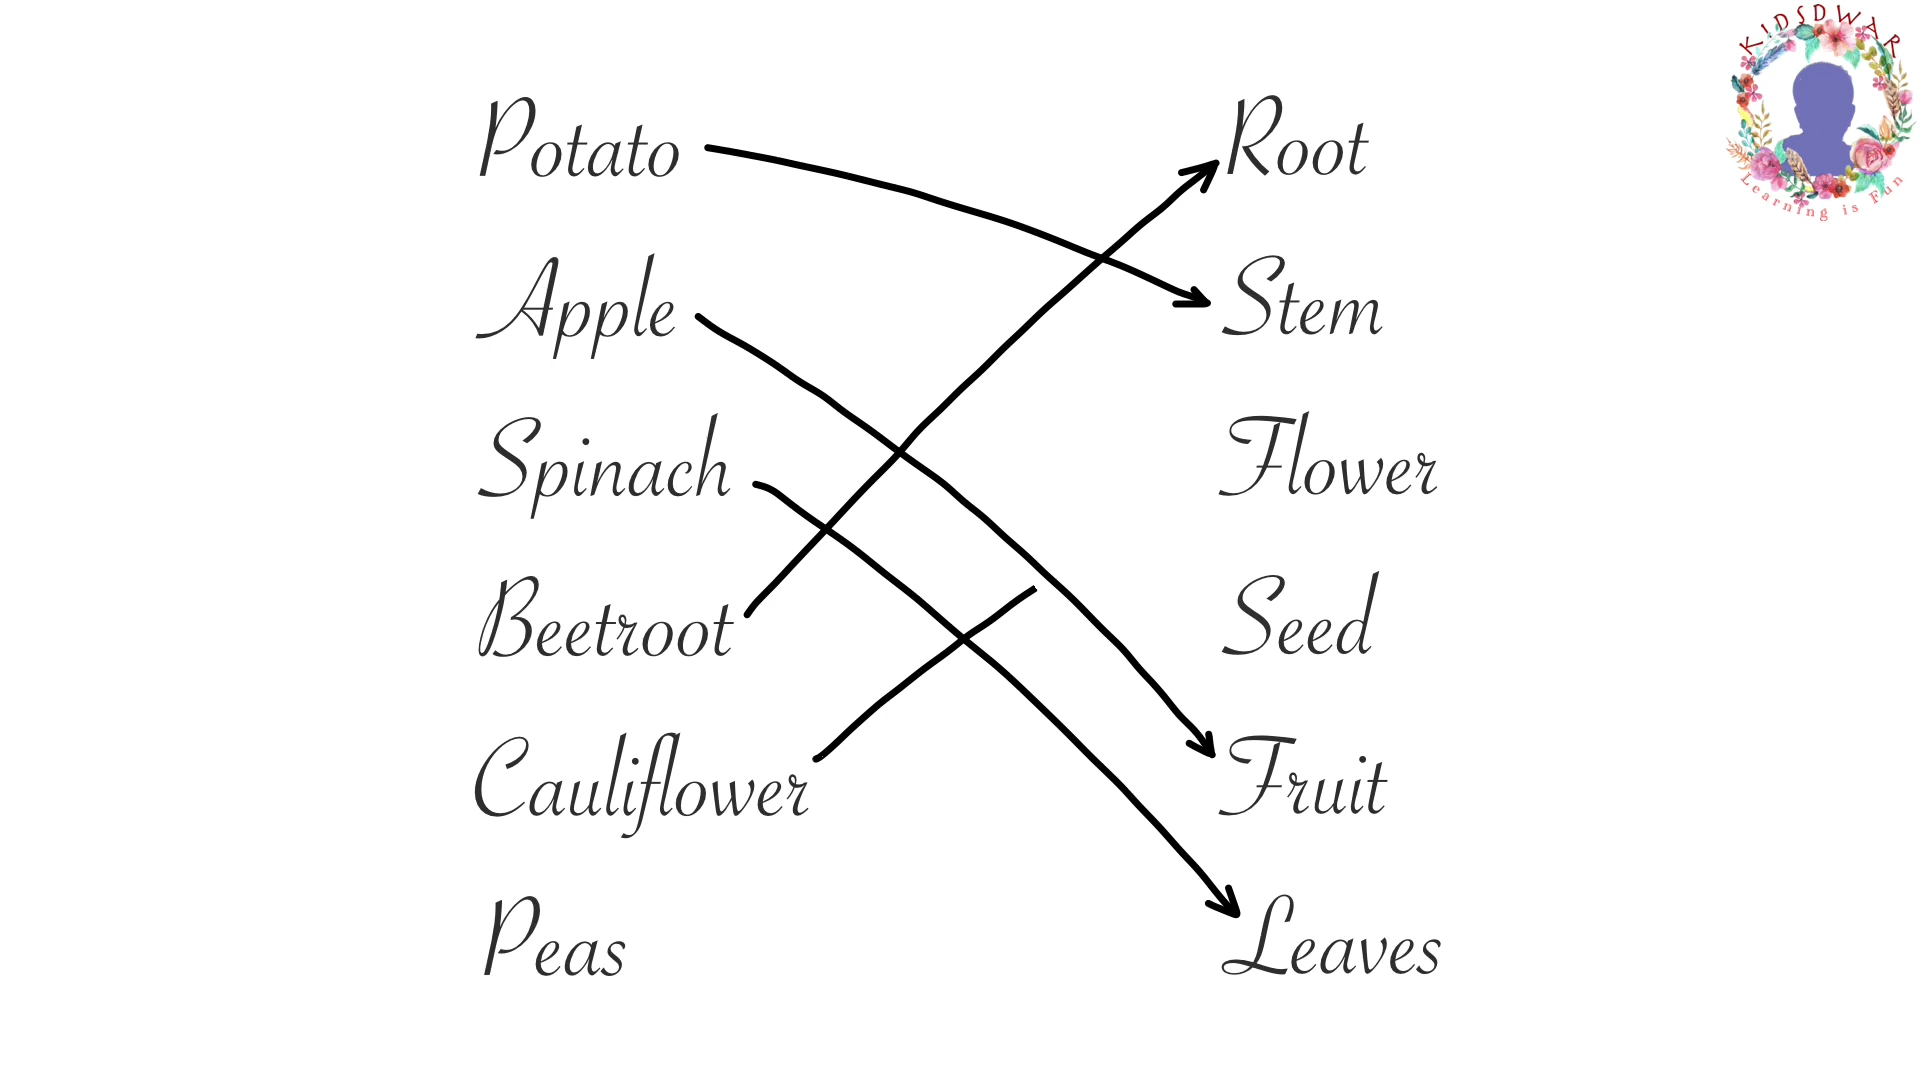 KIDSDWAR
Learning is Fun
Potato Root
Apple Stem
Spinach Flower
Beetroot Seed
Cauliflower Fruit
Peas Leaves